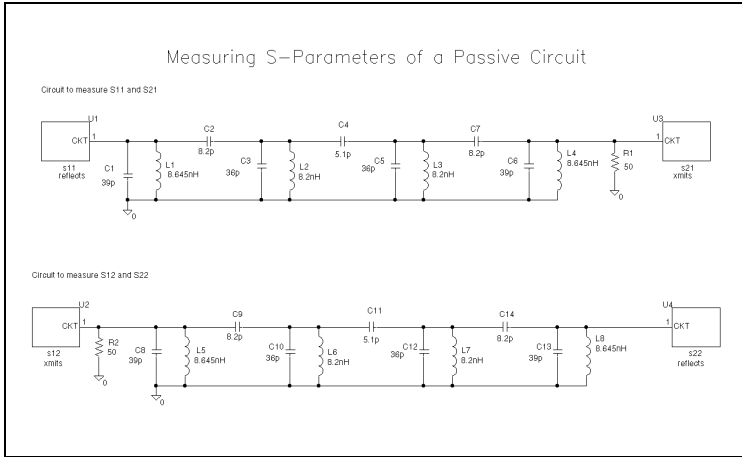 Measuring S-Parameters of a Passive Circuit
Circuit to measure S11 and S21
U1
CKT 1
s11
reflects
C1
39p
L1
8.645nH
C2
8.2p
C3
36p
L2
8.2nH
C4
5.1p
C5
36p
L3
8.2nH
C7
8.2p
C6
39p
L4
8.645nH
R1
50
U3
1 CKT
s21
xmits
0
0
Circuit to measure S12 and S22
U2
CKT 1
s12
xmits
R2
50
0
C8
39p
0
L5
8.645nH
C9
8.2p
C10
36p
L6
8.2nH
C11
5.1p
C12
36p
L7
8.2nH
C14
8.2p
C13
39p
L8
8.645nH
U4
1
CKT
s22
reflects